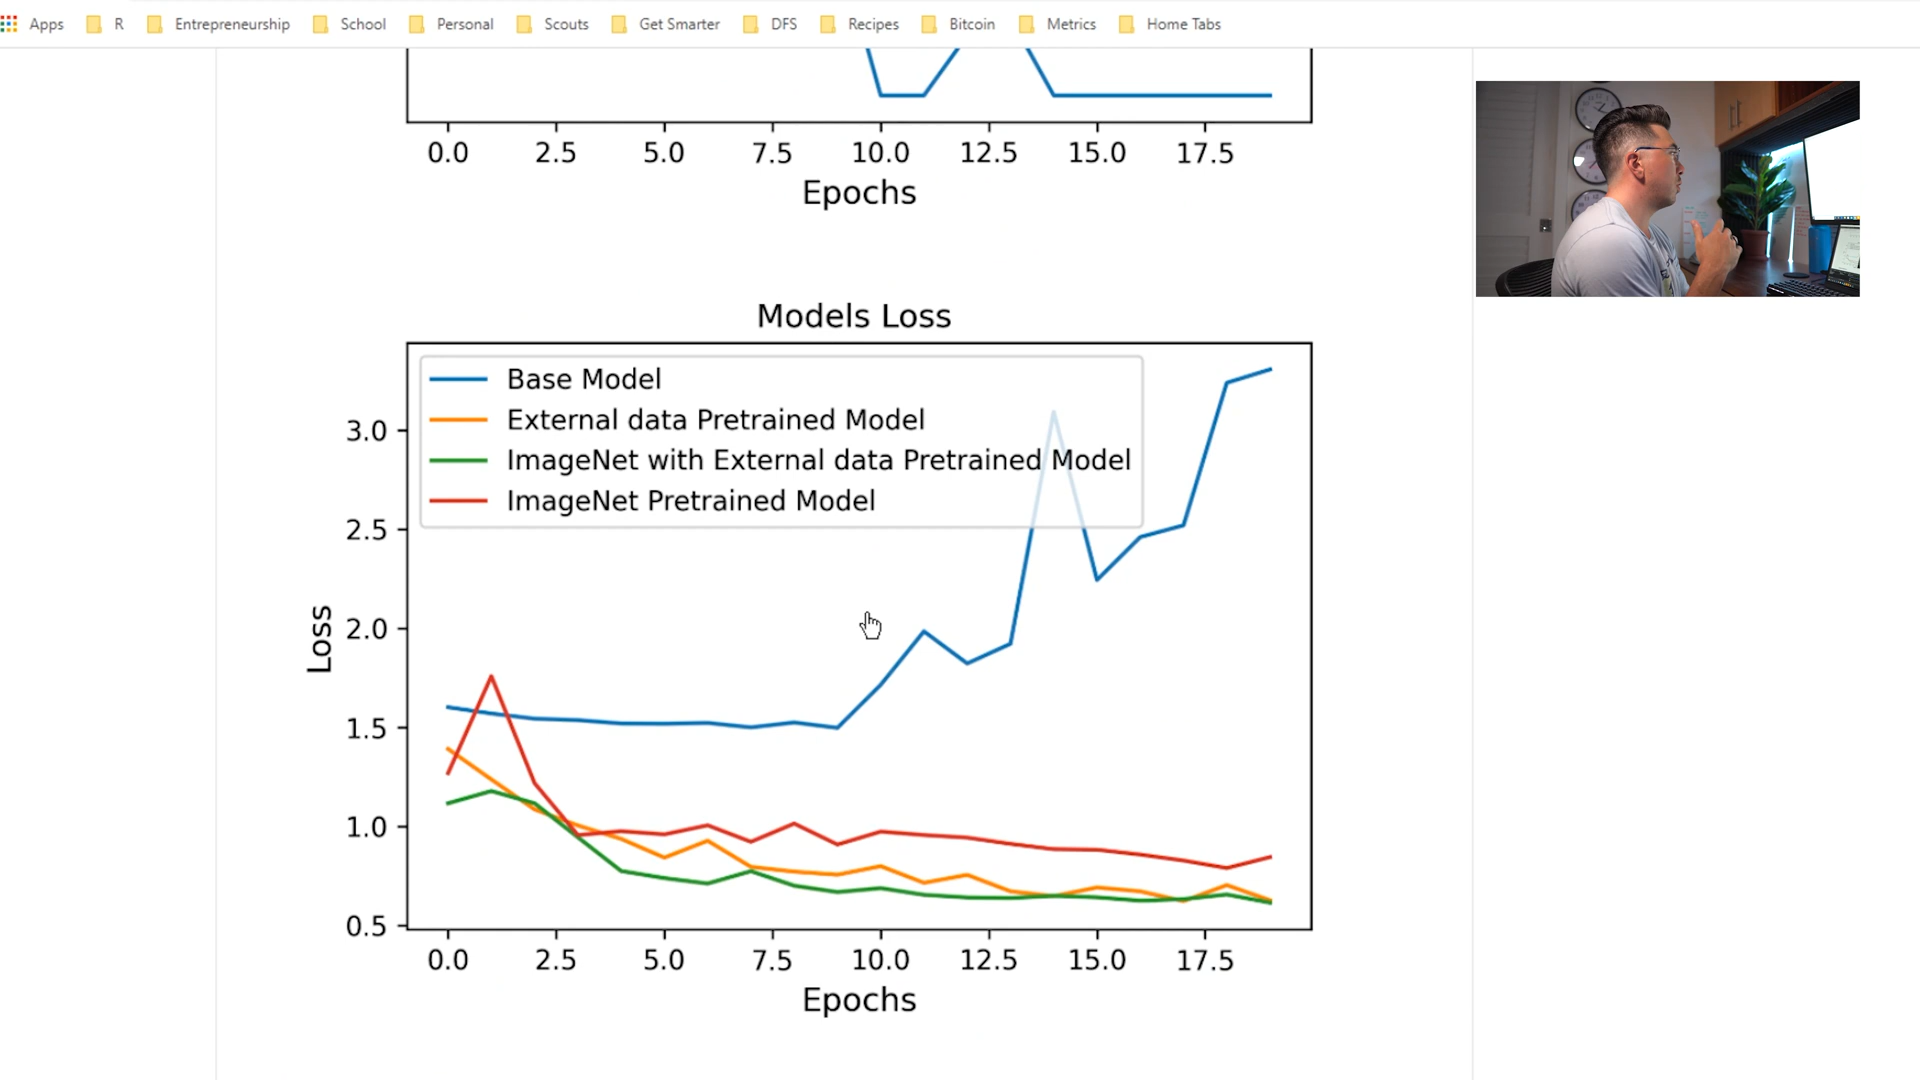 Apps R Entrepreneurship School Personal Scouts Get Smarter DFS Recipes Bitcoin Metrics Home Tabs
0.0 2.5 5.0 7.5 10.0 12.5 15.0 17.5
Epochs
Models Loss
Base Model
External data Pretrained Model
ImageNet with External data Pretrained Model
ImageNet Pretrained Model
3.0
2.5
2.0
1.5
1.0
0.5
Loss
0.0 2.5 5.0 7.5 10.0 12.5 15.0 17.5
Epochs